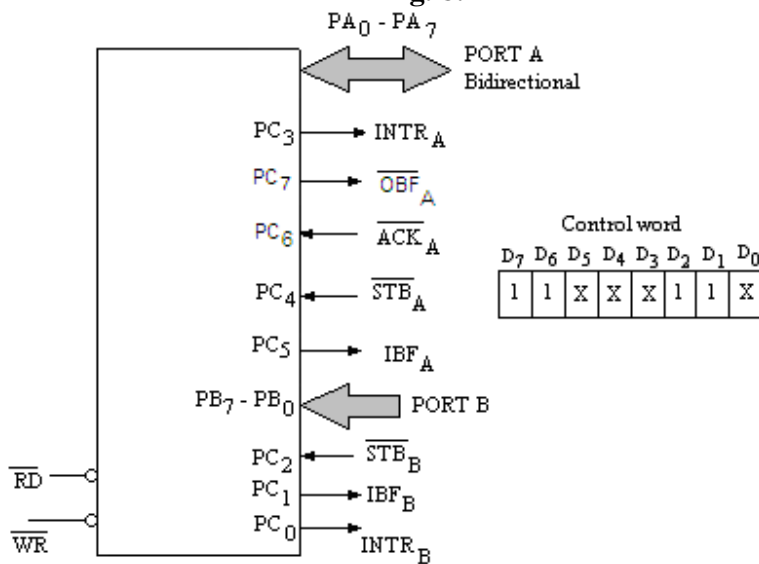 PA0 - PA7
PORT A
Bidirectional
PC3
INTRA
PC7
OBFA
PC6
ACKA
Control word
D7 D6 D5 D4 D3 D2 D1 D0
1 1 X X X 1 1 X
PC4
STBA
PC5
IBFA
PB7 - PB0
PORT B
PC2
STBB
RD
PC1
IBFB
WR
PC0
INTRB